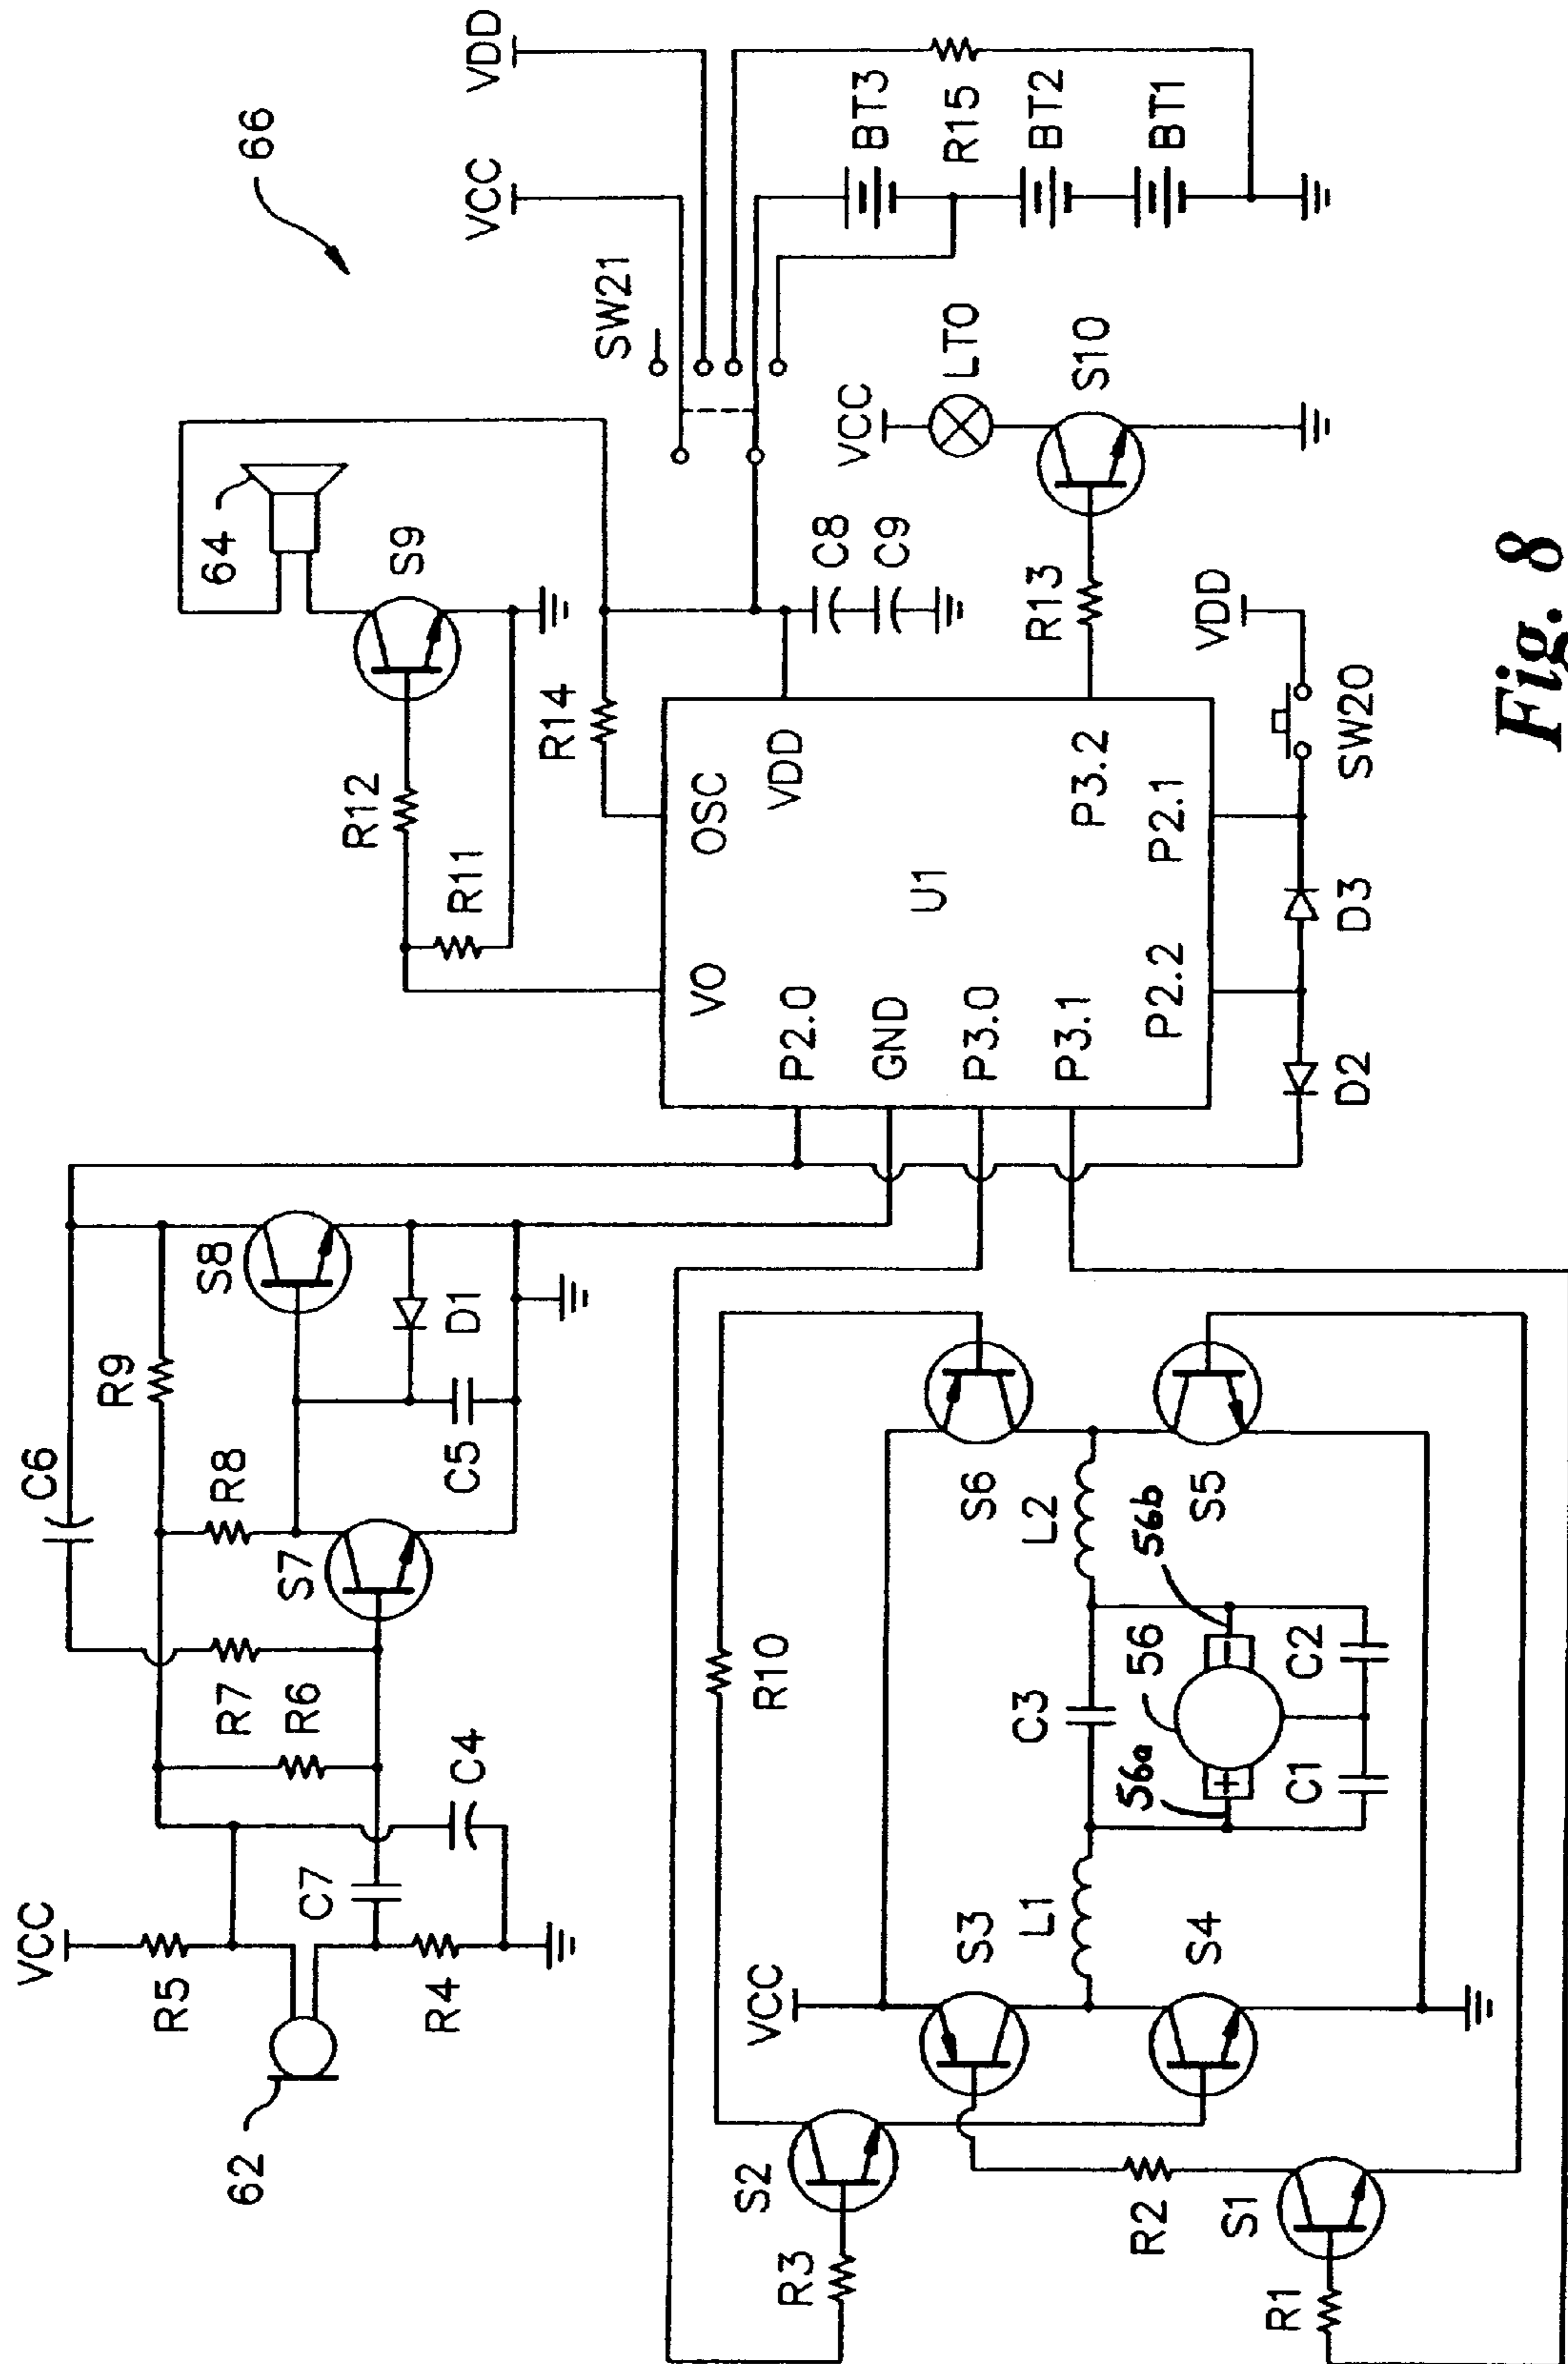 66
VDD
VCC
SW21
BT3
R15
BT2
BT1
64
S9
R12
R11
R14
C8
C9
VCC
LT0
S10
R13
VDD
SW20
VO
OSC
VDD
P2.0
GND
U1
P3.0
P3.1
P3.2
P2.2
P2.1
D2
D3
C6
R9
S8
R8
D1
C5
S7
R7
R6
C4
C7
VCC
R5
R4
62
R10
S6
L2
S5
56b
C3
56
56a
+
-
C2
C1
VCC
S3
L1
S4
S2
R3
R2
S1
R1
Fig. 8